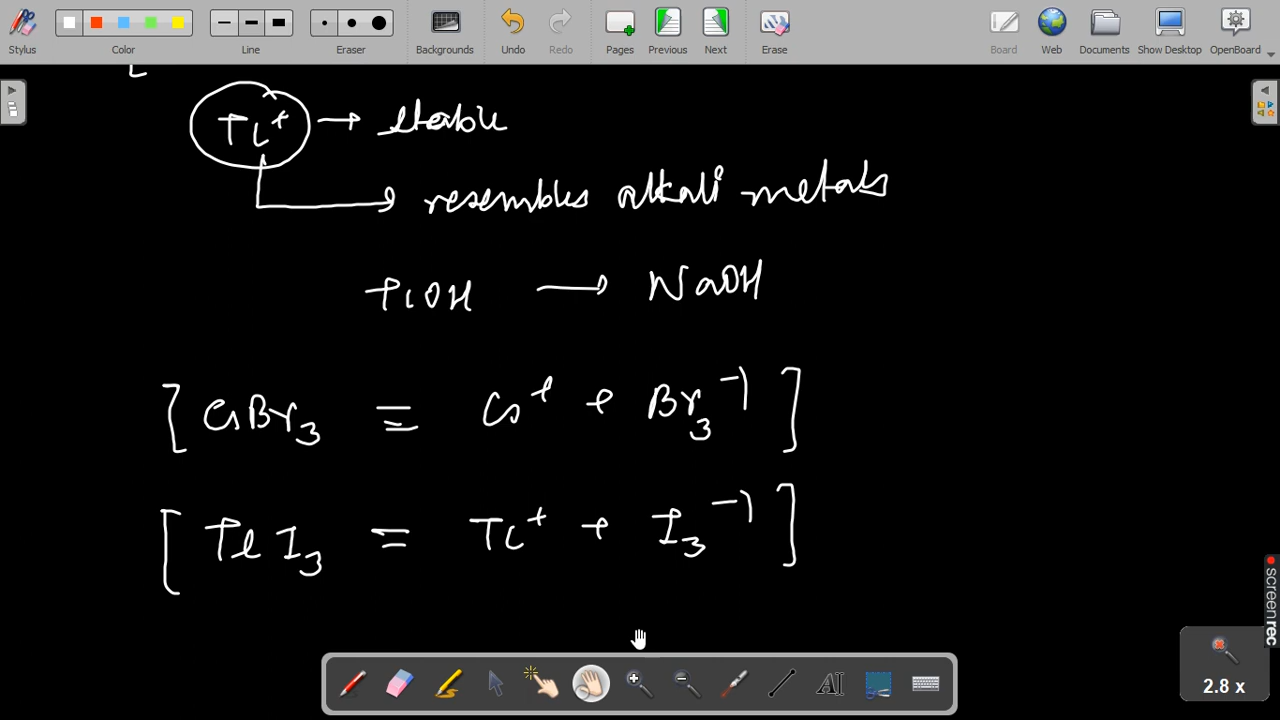 Stylus Color Line Eraser Backgrounds Undo Redo Pages Previous Next Erase Board Web Documents Show Desktop OpenBoard
Tl⁺ → stable
→ resembles alkali metals
TlOH → NaOH
[CsBr₃ = Cs⁺ + Br₃⁻¹]
[TlI₃ = Tl⁺ + I₃⁻¹]
screenrec
AI
2.8 x